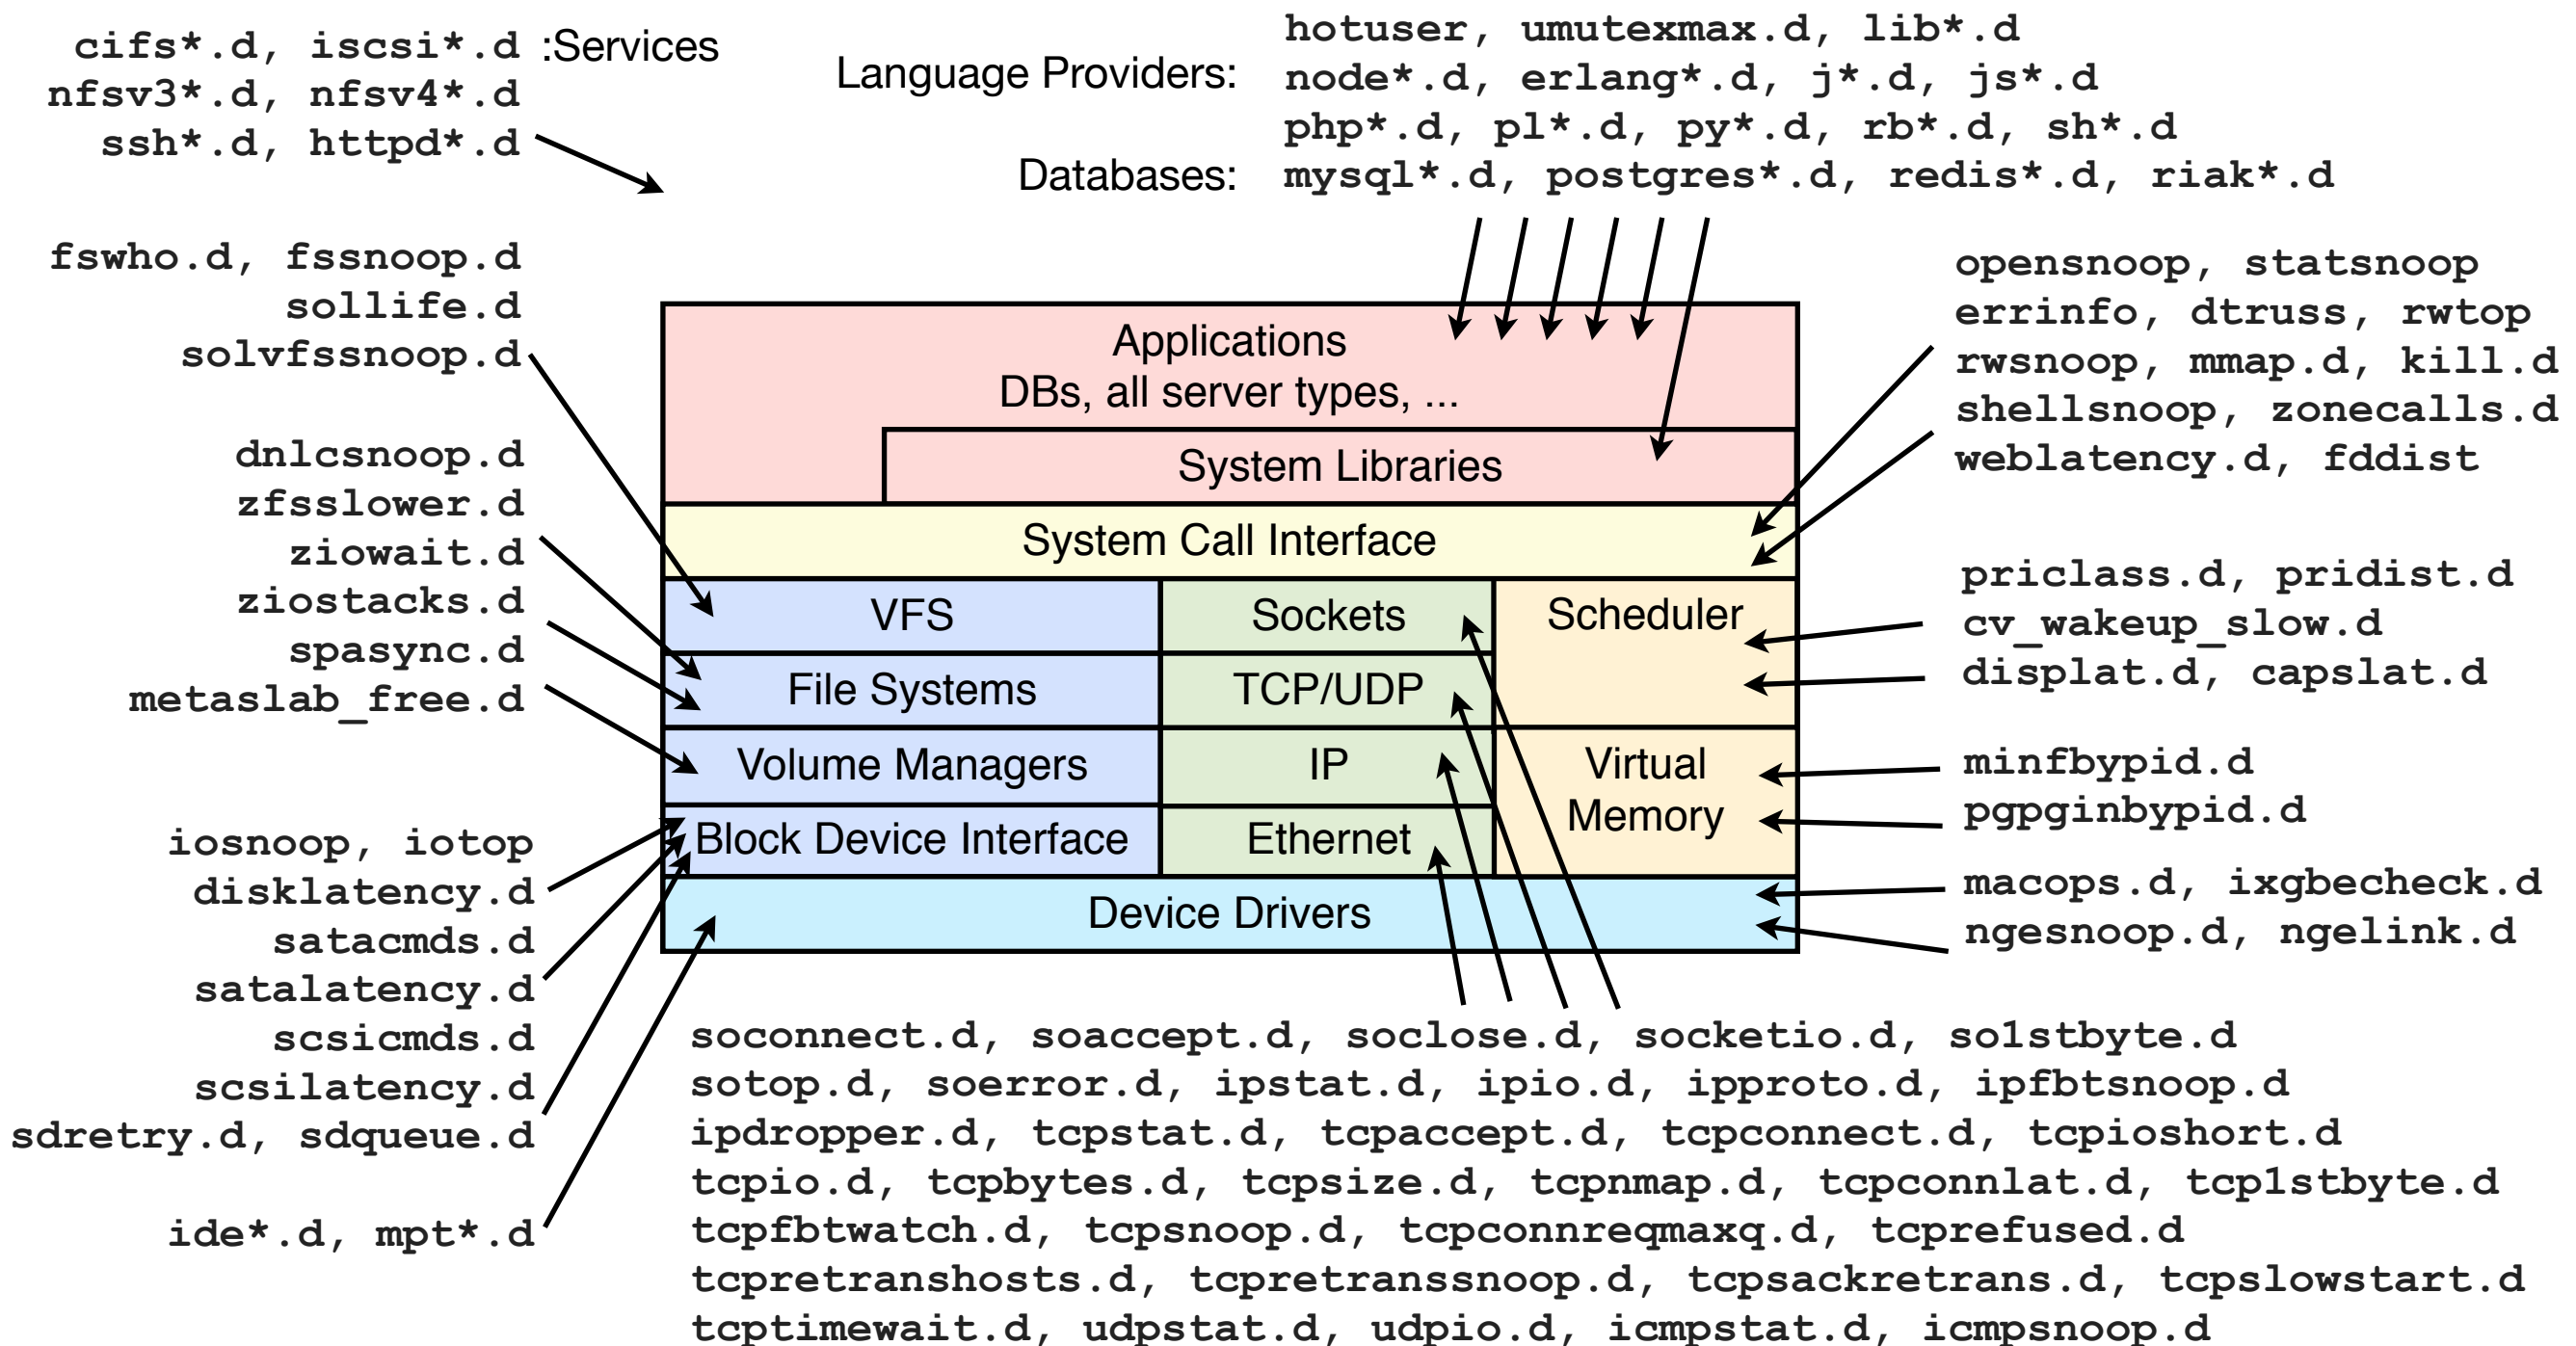 cifs*.d, iscsi*.d :Services
nfsv3*.d, nfsv4*.d
ssh*.d, httpd*.d
hotuser, umutexmax.d, lib*.d
Language Providers: node*.d, erlang*.d, j*.d, js*.d
php*.d, pl*.d, py*.d, rb*.d, sh*.d
Databases: mysql*.d, postgres*.d, redis*.d, riak*.d
fswho.d, fssnoop.d
sollife.d
solvfssnoop.d
dnlcsnoop.d
zfsslower.d
ziowait.d
ziostacks.d
spasync.d
metaslab_free.d
iosnoop, iotop
disklatency.d
satacmds.d
satalatency.d
scsicmds.d
scsilatency.d
sdretry.d, sdqueue.d
ide*.d, mpt*.d
Applications
DBs, all server types, ...
System Libraries
System Call Interface
VFS
Sockets
Scheduler
File Systems
TCP/UDP
Volume Managers
IP
Virtual
Memory
Block Device Interface
Ethernet
Device Drivers
opensnoop, statsnoop
errinfo, dtruss, rwtop
rwsnoop, mmap.d, kill.d
shellsnoop, zonecalls.d
weblatency.d, fddist
priclass.d, pridist.d
cv_wakeup_slow.d
displat.d, capslat.d
minfbypid.d
pgpginbypid.d
macops.d, ixgbecheck.d
ngesnoop.d, ngelink.d
soconnect.d, soaccept.d, soclose.d, socketio.d, so1stbyte.d
sotop.d, soerror.d, ipstat.d, ipio.d, ipproto.d, ipfbtsnoop.d
ipdropper.d, tcpstat.d, tcpaccept.d, tcpconnect.d, tcpioshort.d
tcpio.d, tcpbytes.d, tcpsize.d, tcpnmap.d, tcpconnlat.d, tcp1stbyte.d
tcpfbtwatch.d, tcpsnoop.d, tcpconnreqmaxq.d, tcprefused.d
tcpretranshosts.d, tcpretranssnoop.d, tcpsackretrans.d, tcpslowstart.d
tcptimewait.d, udpstat.d, udpio.d, icmpstat.d, icmpsnoop.d